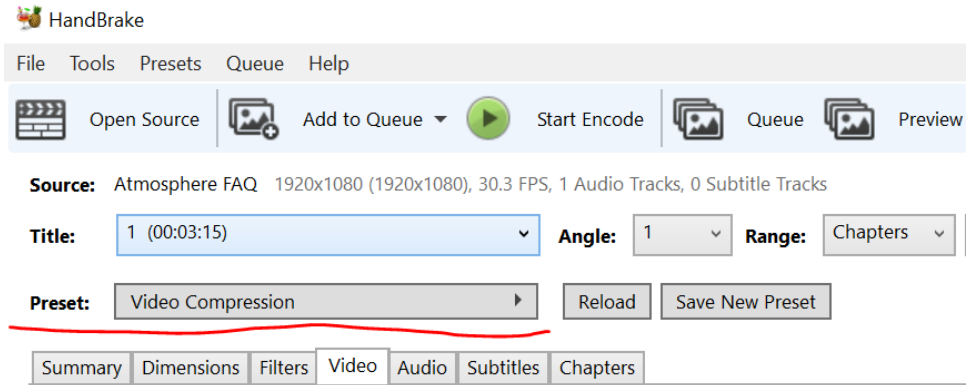 HandBrake
File Tools Presets Queue Help
Open Source Add to Queue Start Encode Queue Preview
Source: Atmosphere FAQ 1920x1080 (1920x1080), 30.3 FPS, 1 Audio Tracks, 0 Subtitle Tracks
Title: 1 (00:03:15) Angle: 1 Range: Chapters
Preset: Video Compression Reload Save New Preset
Summary Dimensions Filters Video Audio Subtitles Chapters